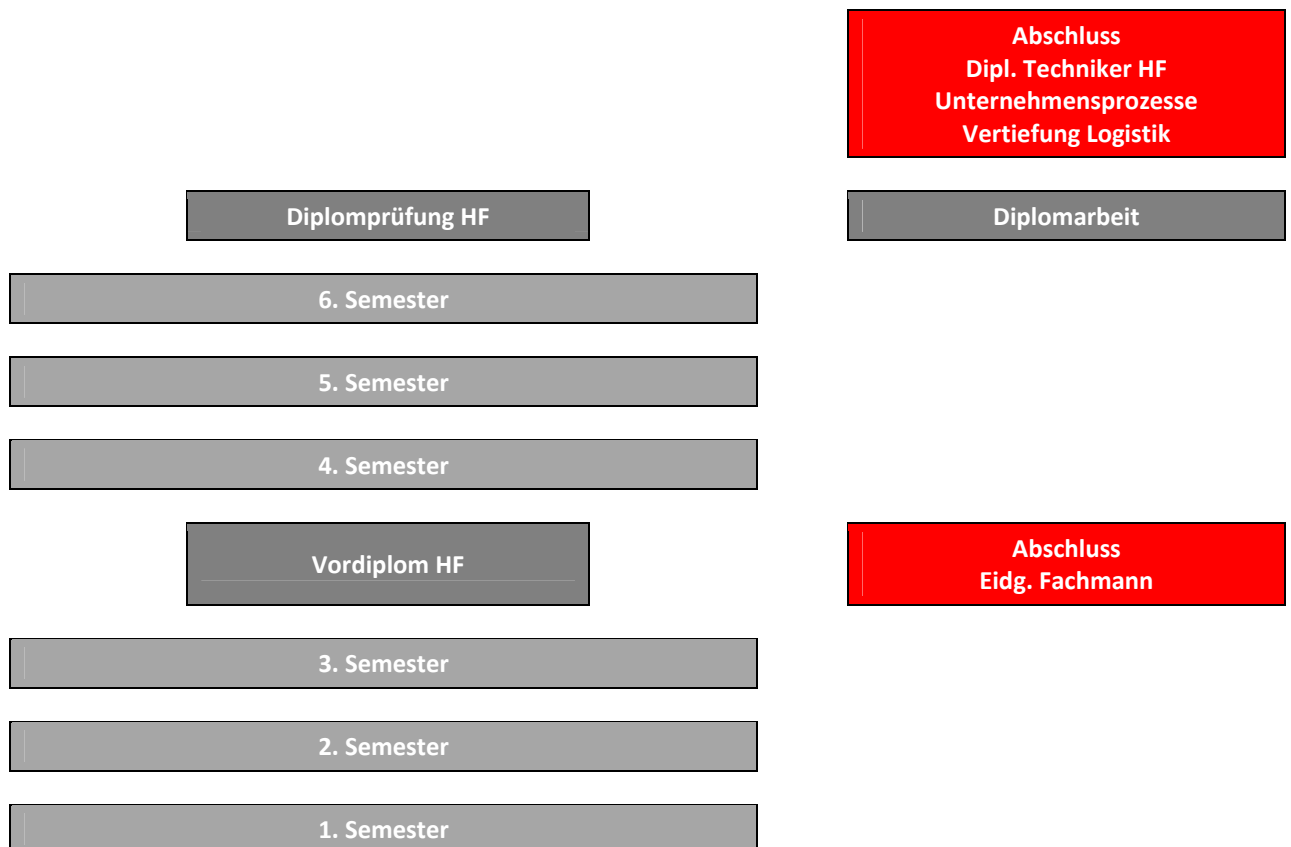 Abschluss
Dipl. Techniker HF
Unternehmensprozesse
Vertiefung Logistik
Diplomprüfung HF
Diplomarbeit
6. Semester
5. Semester
4. Semester
Vordiplom HF
Abschluss
Eidg. Fachmann
3. Semester
2. Semester
1. Semester